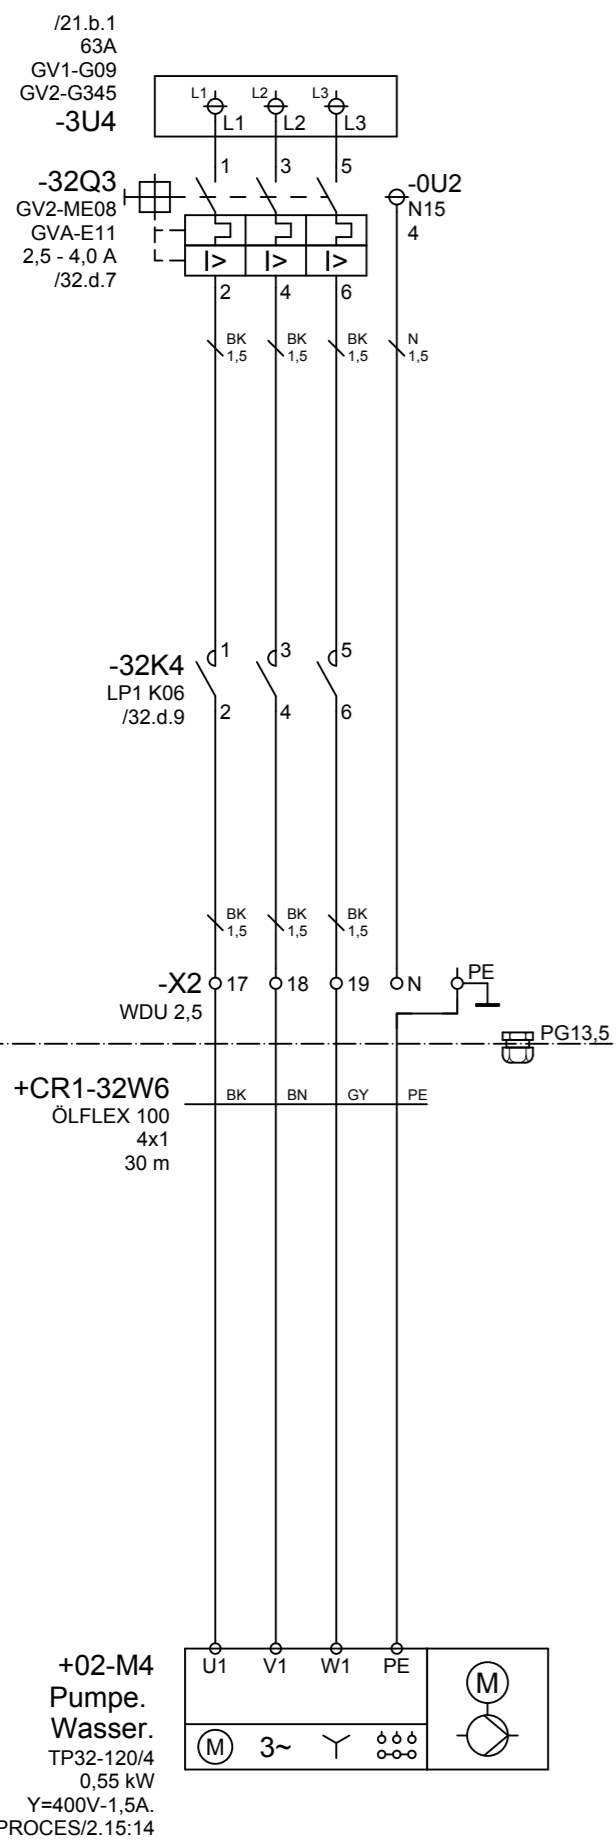 /21.b.1
63A
GV1-G09
GV2-G345
-3U4
L1 L2 L3
L1 L2 L3
1 3 5
-32Q3
GV2-ME08
GVA-E11
2,5 - 4,0 A
/32.d.7
-0U2
N15
4
I> I> I>
2 4 6
BK BK BK N
1,5 1,5 1,5 1,5
1 3 5
-32K4
LP1 K06
/32.d.9
2 4 6
BK BK BK
1,5 1,5 1,5
-X2 17 18 19 N PE
WDU 2,5
PG13,5
+CR1-32W6
ÖLFLEX 100
4x1
30 m
BK BN GY PE
+02-M4
Pumpe.
Wasser.
TP32-120/4
0,55 kW
Y=400V-1,5A.
PROCES/2.15:14
U1 V1 W1 PE
M
M 3~